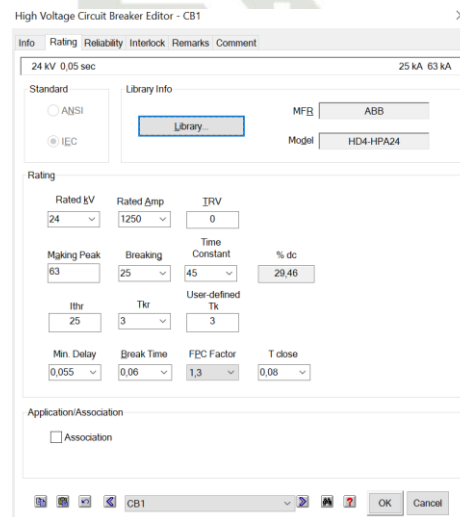 High Voltage Circuit Breaker Editor - CB1
Info Rating Reliability Interlock Remarks Comment
24 kV 0,05 sec 25 kA 63 kA
Standard Library Info
ANSI
IEC
Library...
MFR ABB
Model HD4-HPA24
Rating
Rated kV Rated Amp TRV
24 1250 0
Making Peak Breaking Time Constant % dc
63 25 45 29,46
Ithr Tkr User-defined Tk
25 3 3
Min. Delay Break Time FPC Factor T close
0,055 0,06 1,3 0,08
Application/Association
Association
CB1 OK Cancel